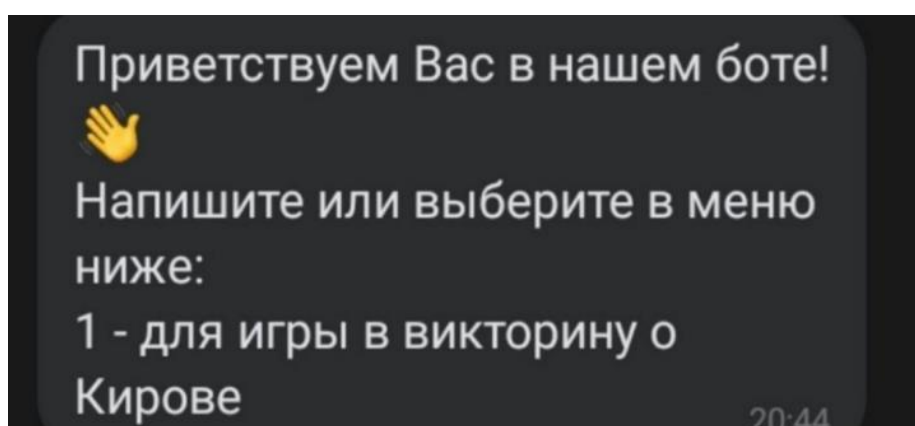 Приветствуем Вас в нашем боте!
👋
Напишите или выберите в меню
ниже:
1 - для игры в викторину о
Кирове
20:44